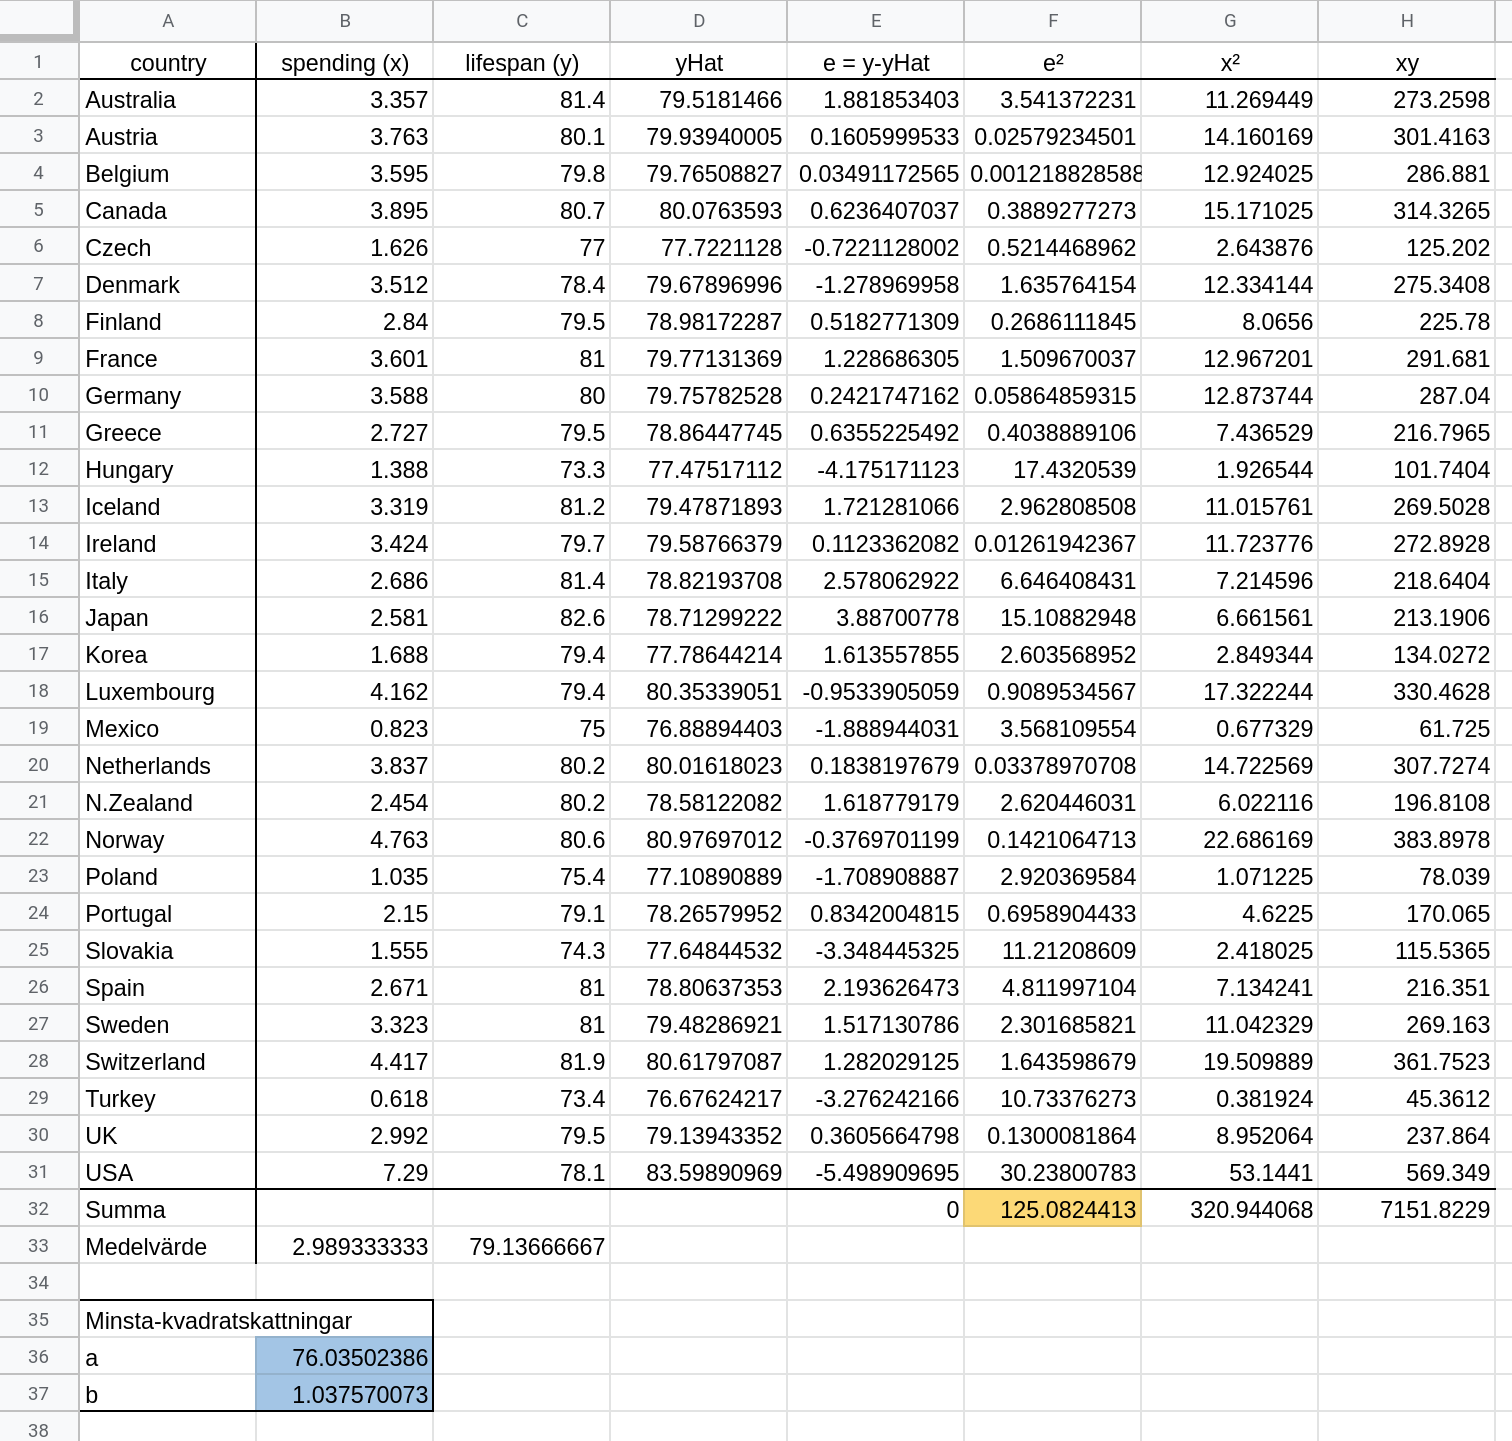 A B C D E F G H
1 country spending (x) lifespan (y) yHat e = y-yHat e² x² xy
2 Australia 3.357 81.4 79.5181466 1.881853403 3.541372231 11.269449 273.2598
3 Austria 3.763 80.1 79.93940005 0.1605999533 0.02579234501 14.160169 301.4163
4 Belgium 3.595 79.8 79.76508827 0.03491172565 0.001218828588 12.924025 286.881
5 Canada 3.895 80.7 80.0763593 0.6236407037 0.3889277273 15.171025 314.3265
6 Czech 1.626 77 77.7221128 -0.7221128002 0.5214468962 2.643876 125.202
7 Denmark 3.512 78.4 79.67896996 -1.278969958 1.635764154 12.334144 275.3408
8 Finland 2.84 79.5 78.98172287 0.5182771309 0.2686111845 8.0656 225.78
9 France 3.601 81 79.77131369 1.228686305 1.509670037 12.967201 291.681
10 Germany 3.588 80 79.75782528 0.2421747162 0.05864859315 12.873744 287.04
11 Greece 2.727 79.5 78.86447745 0.6355225492 0.4038889106 7.436529 216.7965
12 Hungary 1.388 73.3 77.47517112 -4.175171123 17.4320539 1.926544 101.7404
13 Iceland 3.319 81.2 79.47871893 1.721281066 2.962808508 11.015761 269.5028
14 Ireland 3.424 79.7 79.58766379 0.1123362082 0.01261942367 11.723776 272.8928
15 Italy 2.686 81.4 78.82193708 2.578062922 6.646408431 7.214596 218.6404
16 Japan 2.581 82.6 78.71299222 3.88700778 15.10882948 6.661561 213.1906
17 Korea 1.688 79.4 77.78644214 1.613557855 2.603568952 2.849344 134.0272
18 Luxembourg 4.162 79.4 80.35339051 -0.9533905059 0.9089534567 17.322244 330.4628
19 Mexico 0.823 75 76.88894403 -1.888944031 3.568109554 0.677329 61.725
20 Netherlands 3.837 80.2 80.01618023 0.1838197679 0.03378970708 14.722569 307.7274
21 N.Zealand 2.454 80.2 78.58122082 1.618779179 2.620446031 6.022116 196.8108
22 Norway 4.763 80.6 80.97697012 -0.3769701199 0.1421064713 22.686169 383.8978
23 Poland 1.035 75.4 77.10890889 -1.708908887 2.920369584 1.071225 78.039
24 Portugal 2.15 79.1 78.26579952 0.8342004815 0.6958904433 4.6225 170.065
25 Slovakia 1.555 74.3 77.64844532 -3.348445325 11.21208609 2.418025 115.5365
26 Spain 2.671 81 78.80637353 2.193626473 4.811997104 7.134241 216.351
27 Sweden 3.323 81 79.48286921 1.517130786 2.301685821 11.042329 269.163
28 Switzerland 4.417 81.9 80.61797087 1.282029125 1.643598679 19.509889 361.7523
29 Turkey 0.618 73.4 76.67624217 -3.276242166 10.73376273 0.381924 45.3612
30 UK 2.992 79.5 79.13943352 0.3605664798 0.1300081864 8.952064 237.864
31 USA 7.29 78.1 83.59890969 -5.498909695 30.23800783 53.1441 569.349
32 Summa 0 125.0824413 320.944068 7151.8229
33 Medelvärde 2.989333333 79.13666667
34
35 Minsta-kvadratskattningar
36 a 76.03502386
37 b 1.037570073
38